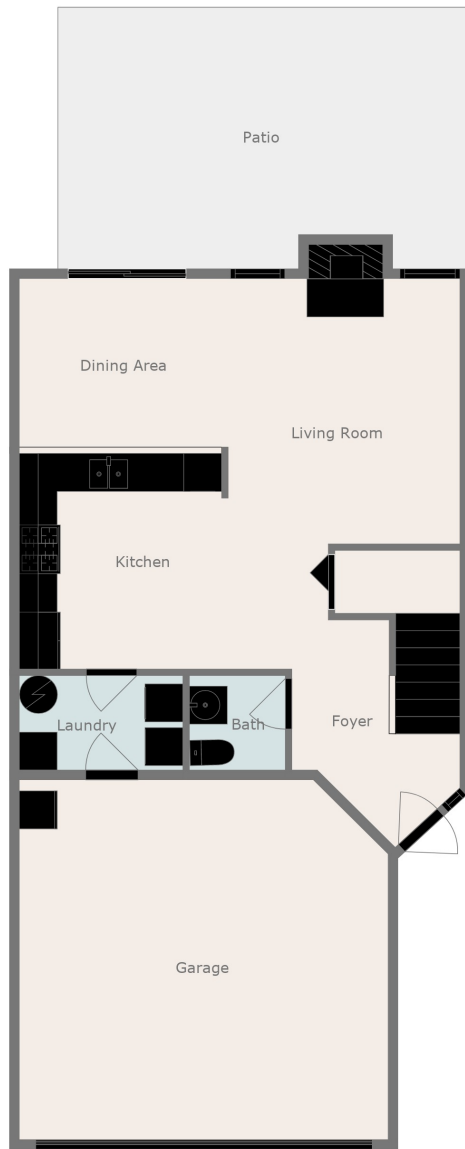 Patio
Dining Area
Living Room
Kitchen
Laundry
Bath
Foyer
Garage